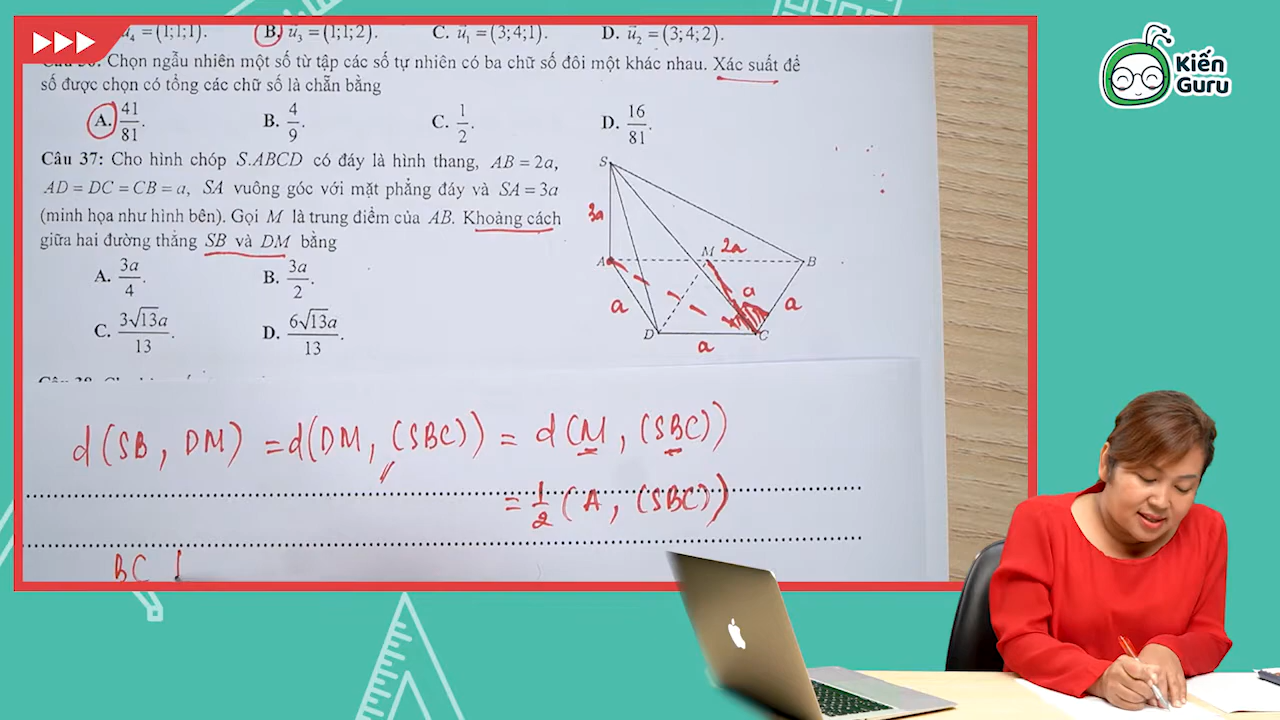 u₄ = (1;1;1). B. u⃗₃ = (1;1;2). C. u⃗₁ = (3;4;1). D. u⃗₂ = (3;4;2).
Chọn ngẫu nhiên một số từ tập các số tự nhiên có ba chữ số đôi một khác nhau. Xác suất để
số được chọn có tổng các chữ số là chẵn bằng
A. 41/81. B. 4/9. C. 1/2. D. 16/81.
Câu 37: Cho hình chóp S.ABCD có đáy là hình thang, AB = 2a,
AD = DC = CB = a, SA vuông góc với mặt phẳng đáy và SA = 3a
(minh họa như hình bên). Gọi M là trung điểm của AB. Khoảng cách
giữa hai đường thẳng SB và DM bằng
A. 3a/4. B. 3a/2.
C. 3√13a/13. D. 6√13a/13.
S
3a
A M 2a B
a a a
D C
a
d(SB, DM) = d(DM, (SBC)) = d(M, (SBC))
= 1/2 (A, (SBC))
BC
Kiến
Guru